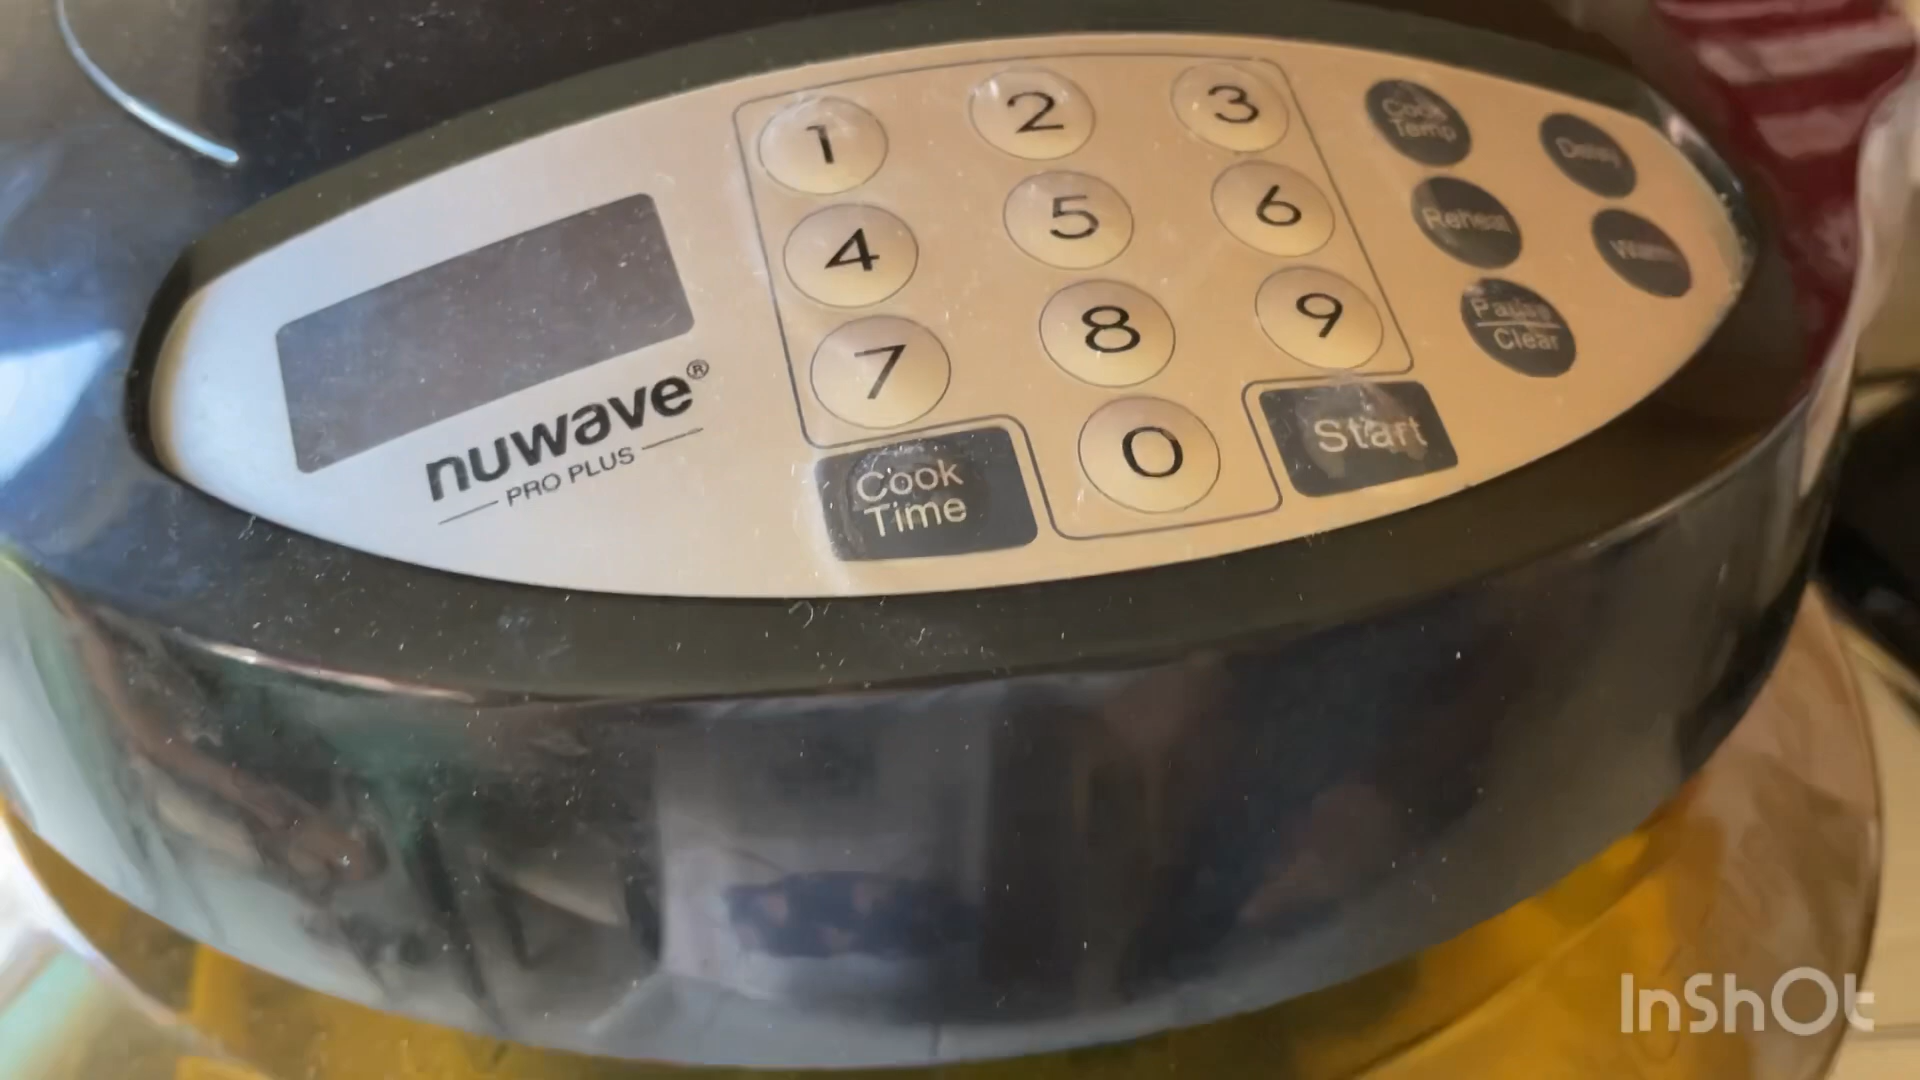 nuwave®
PRO PLUS
1 2 3
4 5 6
7 8 9
0
Cook
Time
Start
Cook
Temp
Delay
Reheat
Warm
Pause
Clear
InShOt